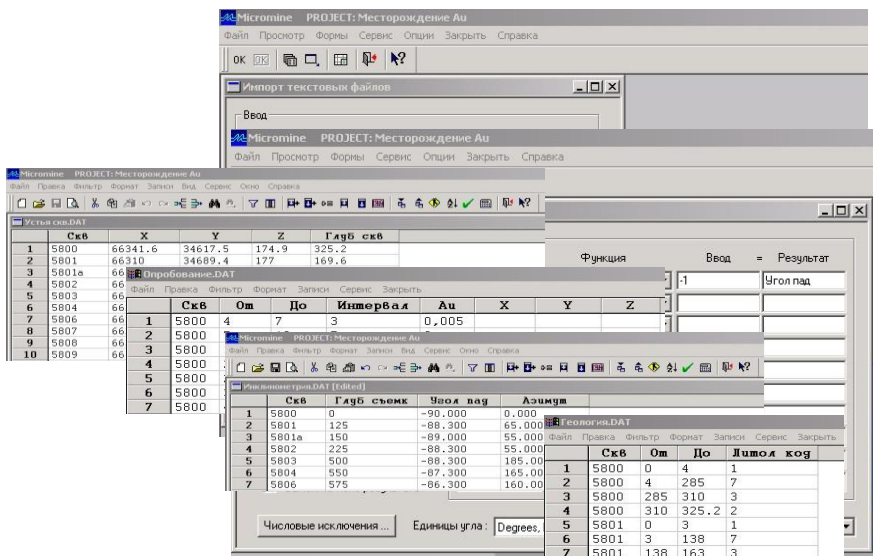 Micromine PROJECT: Месторождение Au
Файл Просмотр Формы Сервис Опции Закрыть Справка
OK OK
Импорт текстовых файлов
Ввод
Micromine PROJECT: Месторождение Au
Файл Просмотр Формы Сервис Опции Закрыть Справка
Функция Ввод = Результат
-1 Угол пад
Числовые исключения ... Единицы угла : Degrees,
Micromine PROJECT: Месторождение Au
Файл Правка Фильтр Формат Записи Вид Сервис Окно Справка
Устья скв.DAT
Скв X Y Z Глуб скв
1 5800 66341.6 34617.5 174.9 325.2
2 5801 66310 34689.4 177 169.6
3 5801а 66
4 5802 66
5 5803 66
6 5804 66
7 5806 66
8 5807 66
9 5808 66
10 5809 66
Опробование.DAT
Файл Правка Фильтр Формат Записи Сервис Закрыть
Скв От До Интервал Au X Y Z
1 5800 4 7 3 0,005
2 5800
3 5800
4 5800
5 5800
6 5800
7 5800
Micromine PROJECT: Месторождение Au
Файл Правка Фильтр Формат Записи Вид Сервис Окно Справка
Инклинометрия.DAT [Edited]
Скв Глуб съемк Угол пад Азимут
1 5800 0 -90.000 0.000
2 5801 125 -88.300 65.000
3 5801а 150 -89.000 55.000
4 5802 225 -88.300 55.000
5 5803 500 -88.300 185.00
6 5804 550 -87.300 165.00
7 5806 575 -86.300 160.00
Геология.DAT
Файл Правка Фильтр Формат Записи Сервис Закрыть
Скв От До Литол код
1 5800 0 4 1
2 5800 4 285 7
3 5800 285 310 3
4 5800 310 325.2 2
5 5801 0 3 1
6 5801 3 138 7
7 5801 138 163 3